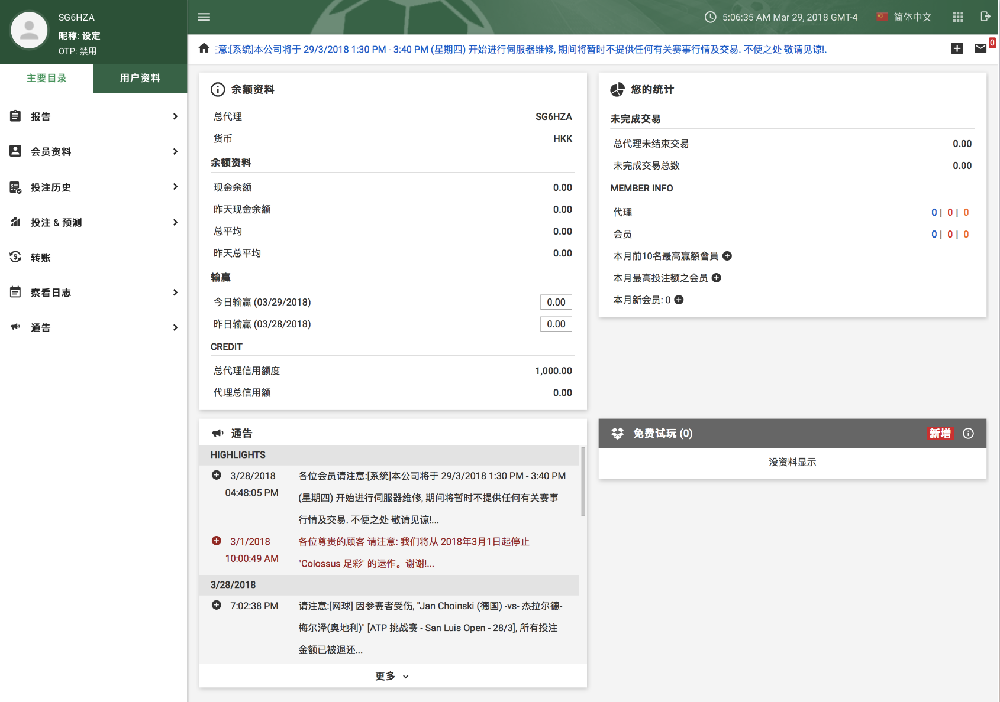 SG6HZA
昵称: 设定
OTP: 禁用
主要目录
用户资料
报告
会员资料
投注历史
投注 & 预测
转账
察看日志
通告
5:06:35 AM Mar 29, 2018 GMT-4
简体中文
意:[系统]本公司将于 29/3/2018 1:30 PM - 3:40 PM (星期四) 开始进行伺服器维修, 期间将暂时不提供任何有关赛事行情及交易. 不便之处 敬请见谅!.
0
余额资料
总代理 SG6HZA
货币 HKK
余额资料
现金余额 0.00
昨天现金余额 0.00
总平均 0.00
昨天总平均 0.00
输赢
今日输赢 (03/29/2018) 0.00
昨日输赢 (03/28/2018) 0.00
CREDIT
总代理信用额度 1,000.00
代理总信用额 0.00
您的统计
未完成交易
总代理未结束交易 0.00
未完成交易总数 0.00
MEMBER INFO
代理 0 | 0 | 0
会员 0 | 0 | 0
本月前10名最高赢額會員
本月最高投注额之会员
本月新会员: 0
通告
HIGHLIGHTS
3/28/2018
04:48:05 PM
各位会员请注意:[系统]本公司将于 29/3/2018 1:30 PM - 3:40 PM
(星期四) 开始进行伺服器维修, 期间将暂时不提供任何有关赛事
行情及交易. 不便之处 敬请见谅!...
3/1/2018
10:00:49 AM
各位尊贵的顾客 请注意: 我们将从 2018年3月1日起停止
"Colossus 足彩" 的运作。谢谢!...
3/28/2018
7:02:38 PM
请注意:[网球] 因参赛者受伤, "Jan Choinski (德国) -vs- 杰拉尔德-
梅尔泽(奥地利)" [ATP 挑战赛 - San Luis Open - 28/3], 所有投注
金额已被退还...
更多
免费试玩 (0)
新增
没资料显示